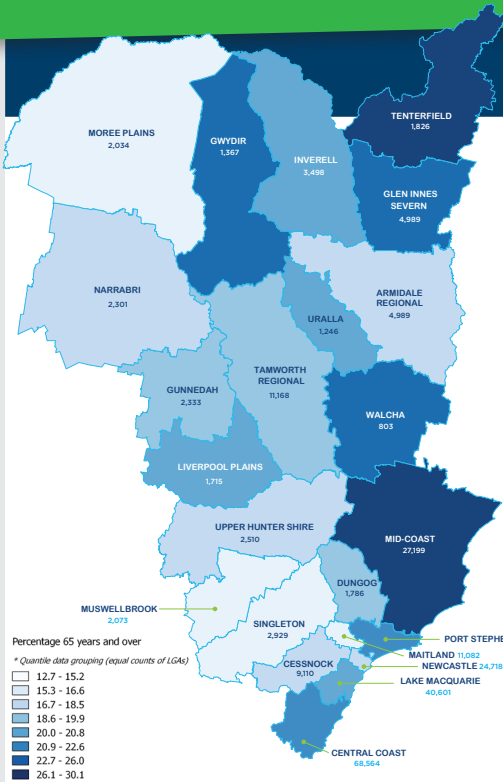 TENTERFIELD
1,826
MOREE PLAINS
2,034
GWYDIR
1,367
INVERELL
3,498
GLEN INNES
SEVERN
4,989
NARRABRI
2,301
ARMIDALE
REGIONAL
4,989
URALLA
1,246
TAMWORTH
REGIONAL
11,168
GUNNEDAH
2,333
WALCHA
803
LIVERPOOL PLAINS
1,715
UPPER HUNTER SHIRE
2,510
MID-COAST
27,199
DUNGOG
1,786
MUSWELLBROOK
2,073
SINGLETON
2,929
PORT STEPHE
MAITLAND 11,082
NEWCASTLE 24,718
CESSNOCK
9,110
LAKE MACQUARIE
40,601
CENTRAL COAST
68,564
Percentage 65 years and over
* Quantile data grouping (equal counts of LGAs)
12.7 - 15.2
15.3 - 16.6
16.7 - 18.5
18.6 - 19.9
20.0 - 20.8
20.9 - 22.6
22.7 - 26.0
26.1 - 30.1